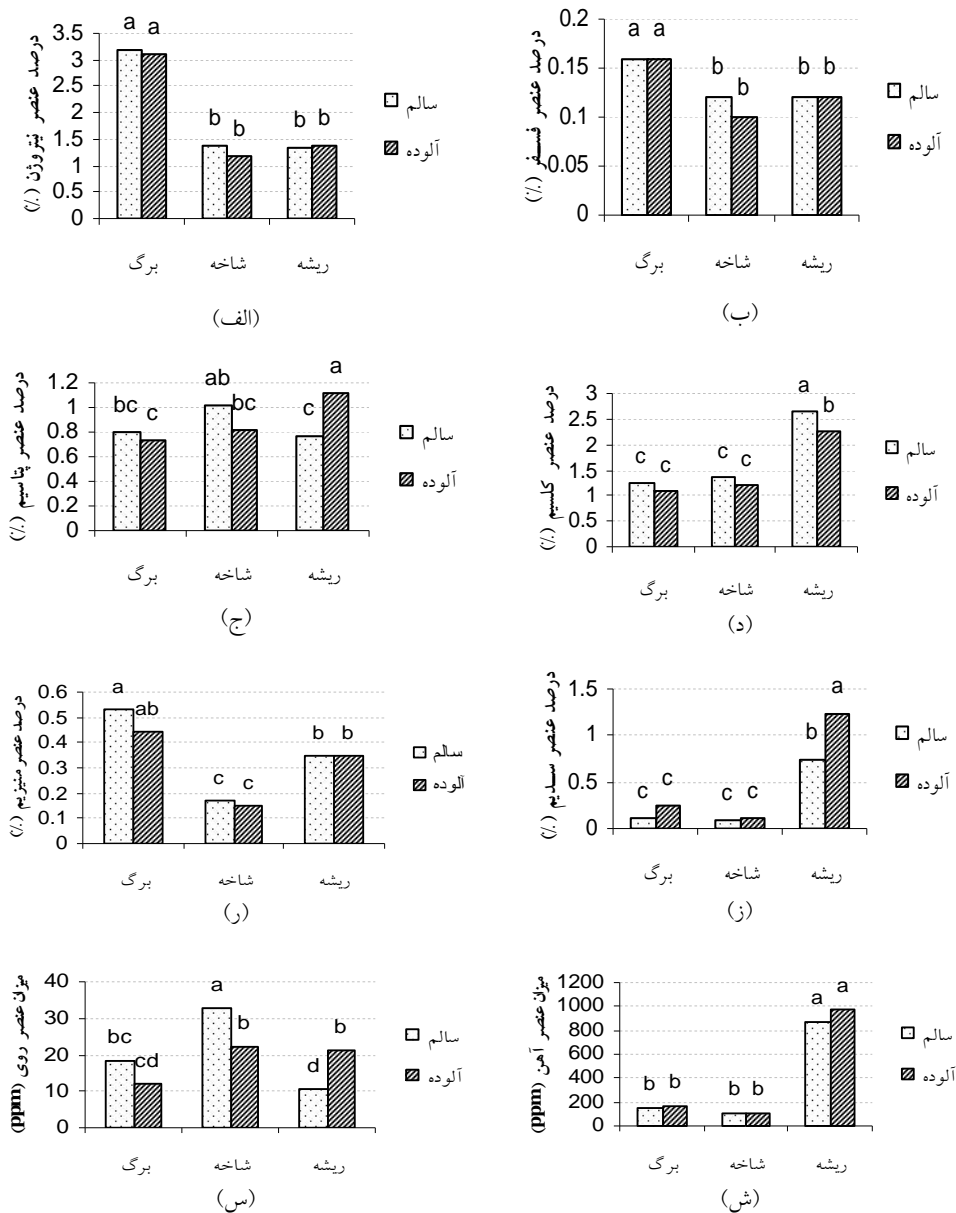 درصد عنصر نیتروژن (٪)
3.5
3
2.5
2
1.5
1
0.5
0
a a
b b
b b
برگ شاخه ریشه
سالم
آلوده
(الف)
درصد عنصر فسفر (٪)
0.2
0.15
0.1
0.05
0
a a
b b
b b
برگ شاخه ریشه
سالم
آلوده
(ب)
درصد عنصر پتاسیم (٪)
1.2
1
0.8
0.6
0.4
0.2
0
bc c
ab bc
c a
برگ شاخه ریشه
سالم
آلوده
(ج)
درصد عنصر کلسیم (٪)
3
2.5
2
1.5
1
0.5
0
c c
c c
a b
برگ شاخه ریشه
سالم
آلوده
(د)
درصد عنصر منیزیم (٪)
0.6
0.5
0.4
0.3
0.2
0.1
0
a ab
c c
b b
برگ شاخه ریشه
سالم
آلوده
(ر)
درصد عنصر سدیم (٪)
1.5
1
0.5
0
c c
c c
b a
برگ شاخه ریشه
سالم
آلوده
(ز)
میزان عنصر روی (ppm)
40
30
20
10
0
bc cd
a b
d b
برگ شاخه ریشه
سالم
آلوده
(س)
میزان عنصر آهن (ppm)
1200
1000
800
600
400
200
0
b b
b b
a a
برگ شاخه ریشه
سالم
آلوده
(ش)